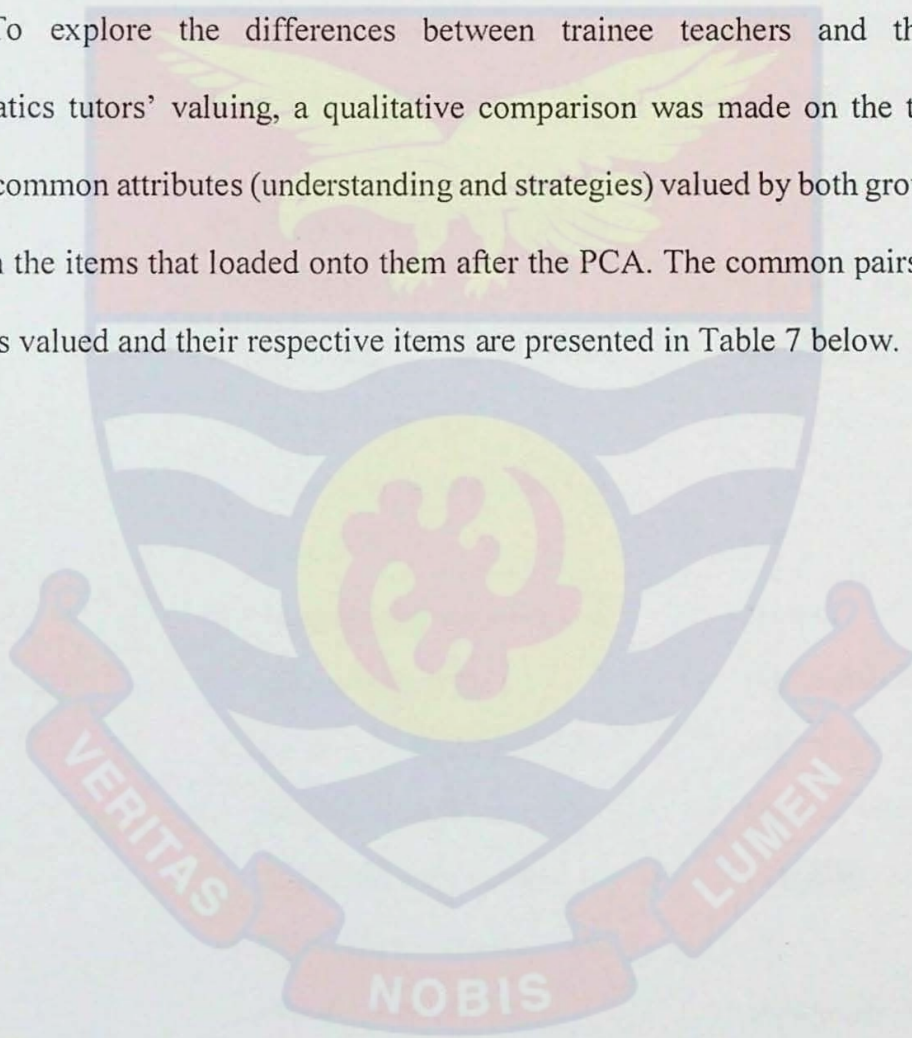 To explore the differences between trainee teachers and th
atics tutors' valuing, a qualitative comparison was made on the t
common attributes (understanding and strategies) valued by both grou
the items that loaded onto them after the PCA. The common pairs
s valued and their respective items are presented in Table 7 below.
VERITAS
NOBIS
LUMEN